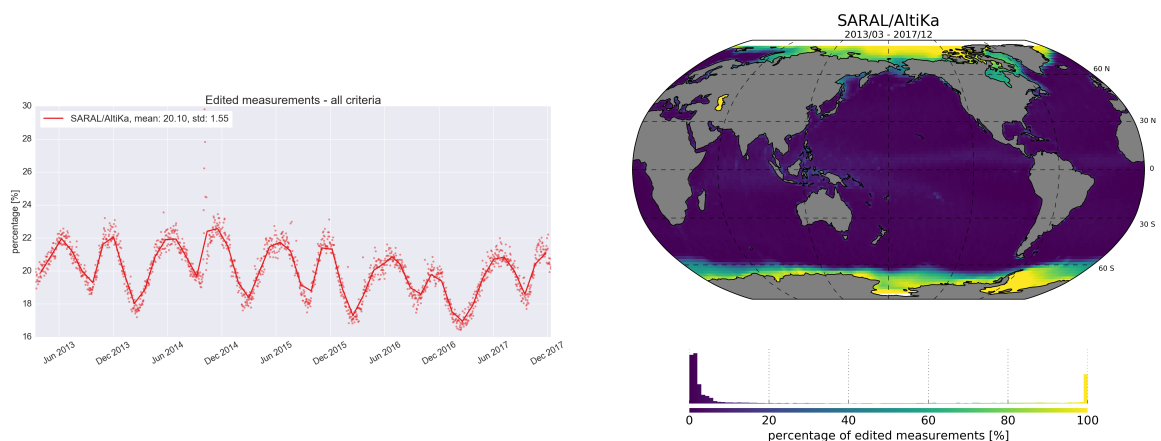 Edited measurements - all criteria
SARAL/AltiKa, mean: 20.10, std: 1.55
percentage [%]
30
28
26
24
22
20
18
16
Jun 2013
Dec 2013
Jun 2014
Dec 2014
Jun 2015
Dec 2015
Jun 2016
Dec 2016
Jun 2017
Dec 2017
SARAL/AltiKa
2013/03 - 2017/12
60 N
30 N
0
30 S
60 S
0 20 40 60 80 100
percentage of edited measurements [%]